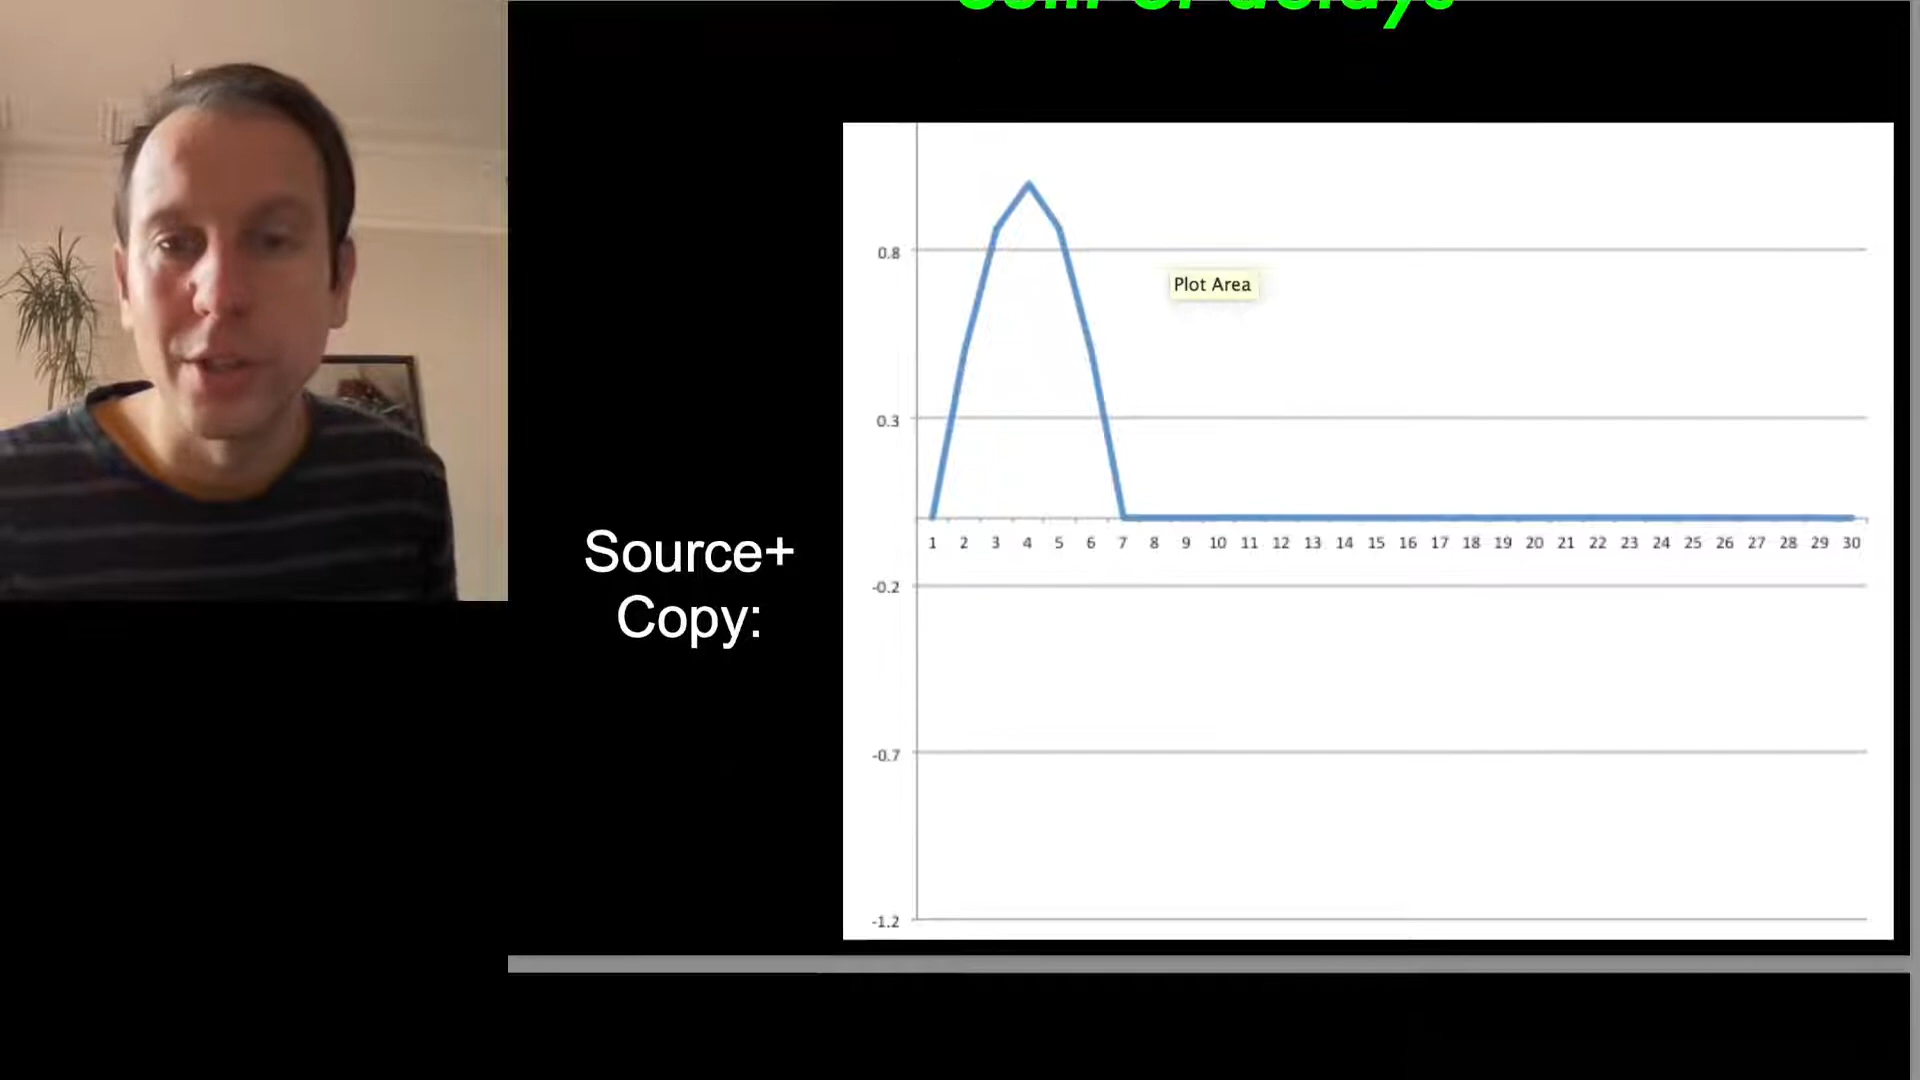 of delays
0.8
Plot Area
0.3
Source+
Copy:
1 2 3 4 5 6 7 8 9 10 11 12 13 14 15 16 17 18 19 20 21 22 23 24 25 26 27 28 29 30
-0.2
-0.7
-1.2